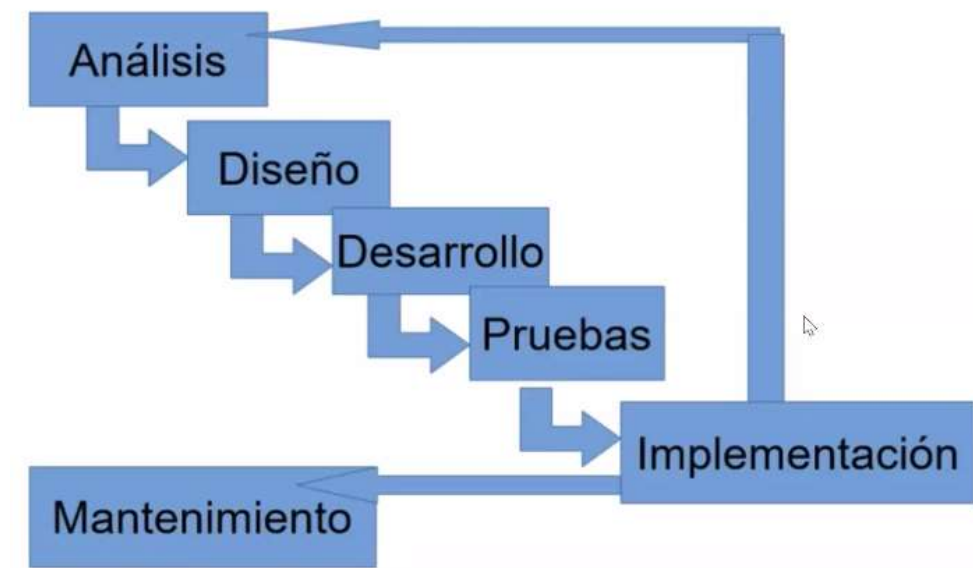 Análisis
Diseño
Desarrollo
Pruebas
Implementación
Mantenimiento